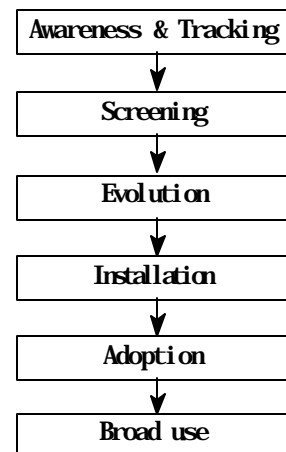 Awareness & Tracking
Screening
Evolution
Installation
Adoption
Broad use